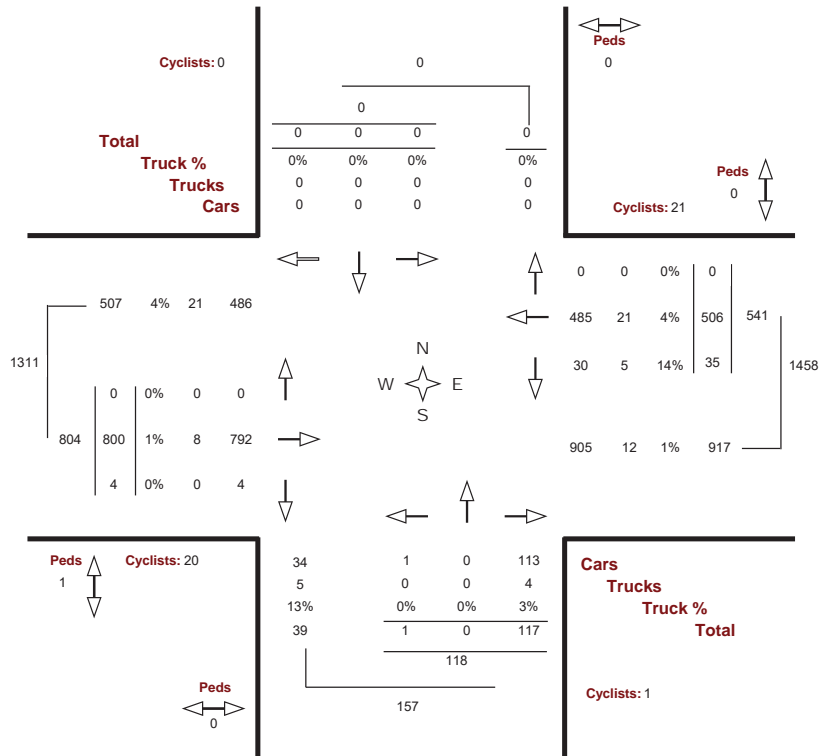 Cyclists: 0
0
Peds
0
0
Total
0 0 0 0
Truck %
0% 0% 0% 0%
Trucks
0 0 0 0
Cars
0 0 0 0
Peds
0
Cyclists: 21
507 4% 21 486
1311
0 0% 0 0
804 800 1% 8 792
4 0% 0 4
N
W E
S
0 0 0% 0
485 21 4% 506 541
30 5 14% 35
1458
905 12 1% 917
Peds
1
Cyclists: 20
Peds
0
34 1 0 113
5 0 0 4
13% 0% 0% 3%
39 1 0 117
118
157
Cars
Trucks
Truck %
Total
Cyclists: 1